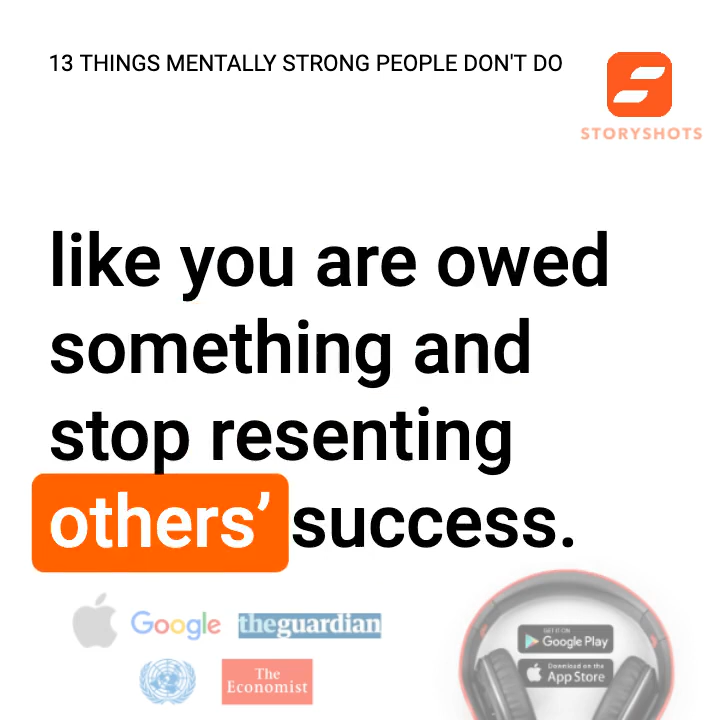 13 THINGS MENTALLY STRONG PEOPLE DON'T DO
STORYSHOTS
like you are owed
something and
stop resenting
others’ success.
Google theguardian
The
Economist
GET IT ON
Google Play
Download on the
App Store